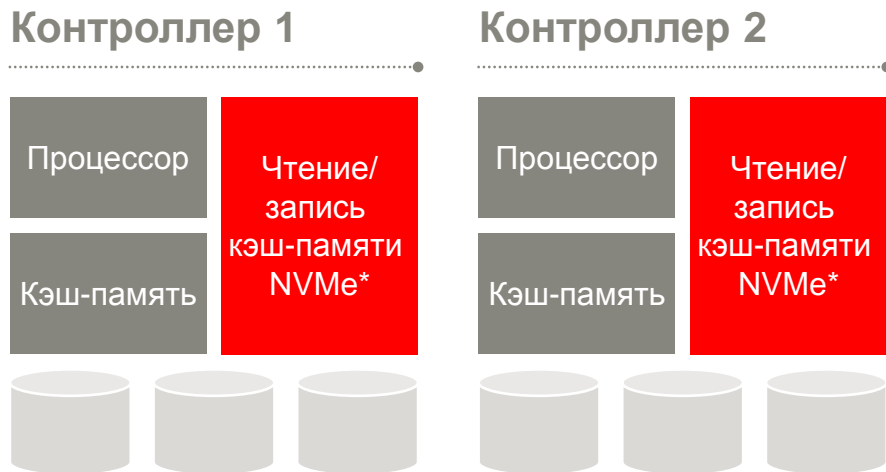 Контроллер 1
Процессор
Кэш-память
Чтение/
запись
кэш-памяти
NVMe*
Контроллер 2
Процессор
Кэш-память
Чтение/
запись
кэш-памяти
NVMe*